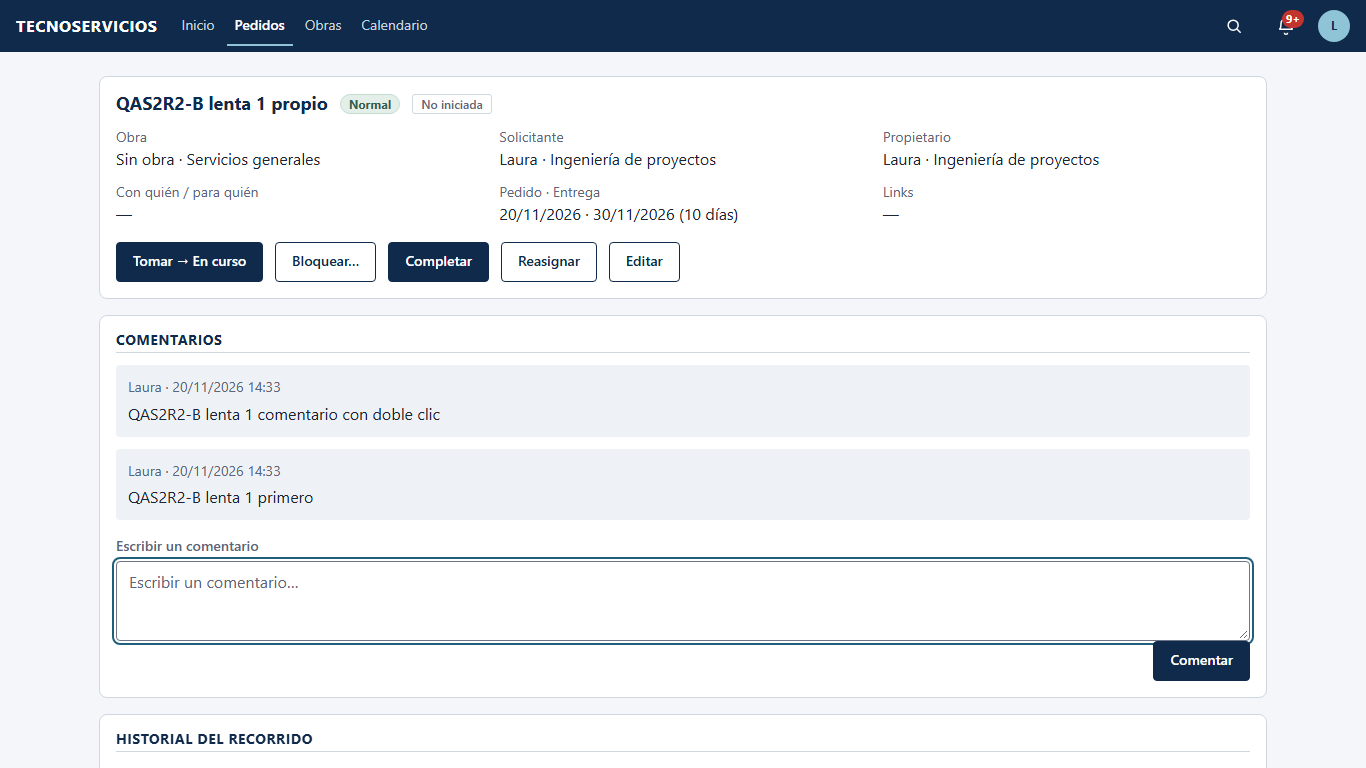 TECNOSERVICIOS Inicio Pedidos Obras Calendario 9+ L
QAS2R2-B lenta 1 propio Normal No iniciada
Obra Solicitante Propietario
Sin obra · Servicios generales Laura · Ingeniería de proyectos Laura · Ingeniería de proyectos
Con quién / para quién Pedido · Entrega Links
— 20/11/2026 · 30/11/2026 (10 días) —
Tomar → En curso Bloquear... Completar Reasignar Editar
COMENTARIOS
Laura · 20/11/2026 14:33
QAS2R2-B lenta 1 comentario con doble clic
Laura · 20/11/2026 14:33
QAS2R2-B lenta 1 primero
Escribir un comentario
Escribir un comentario...
Comentar
HISTORIAL DEL RECORRIDO